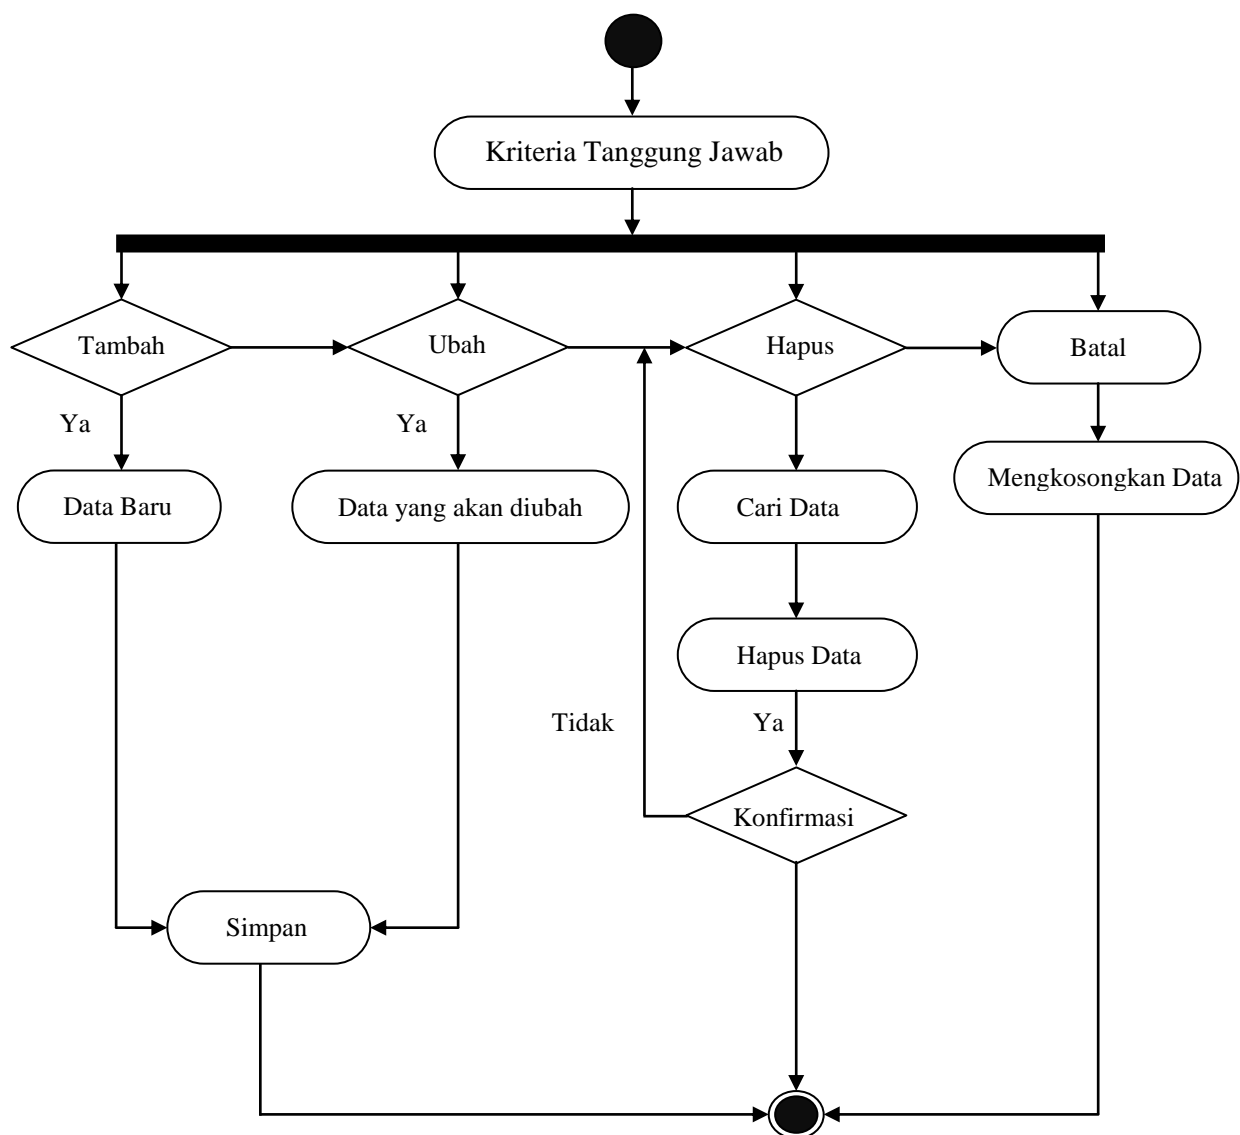 Kriteria Tanggung Jawab
Tambah
Ubah
Hapus
Batal
Ya
Ya
Data Baru
Data yang akan diubah
Cari Data
Mengkosongkan Data
Hapus Data
Tidak
Ya
Konfirmasi
Simpan